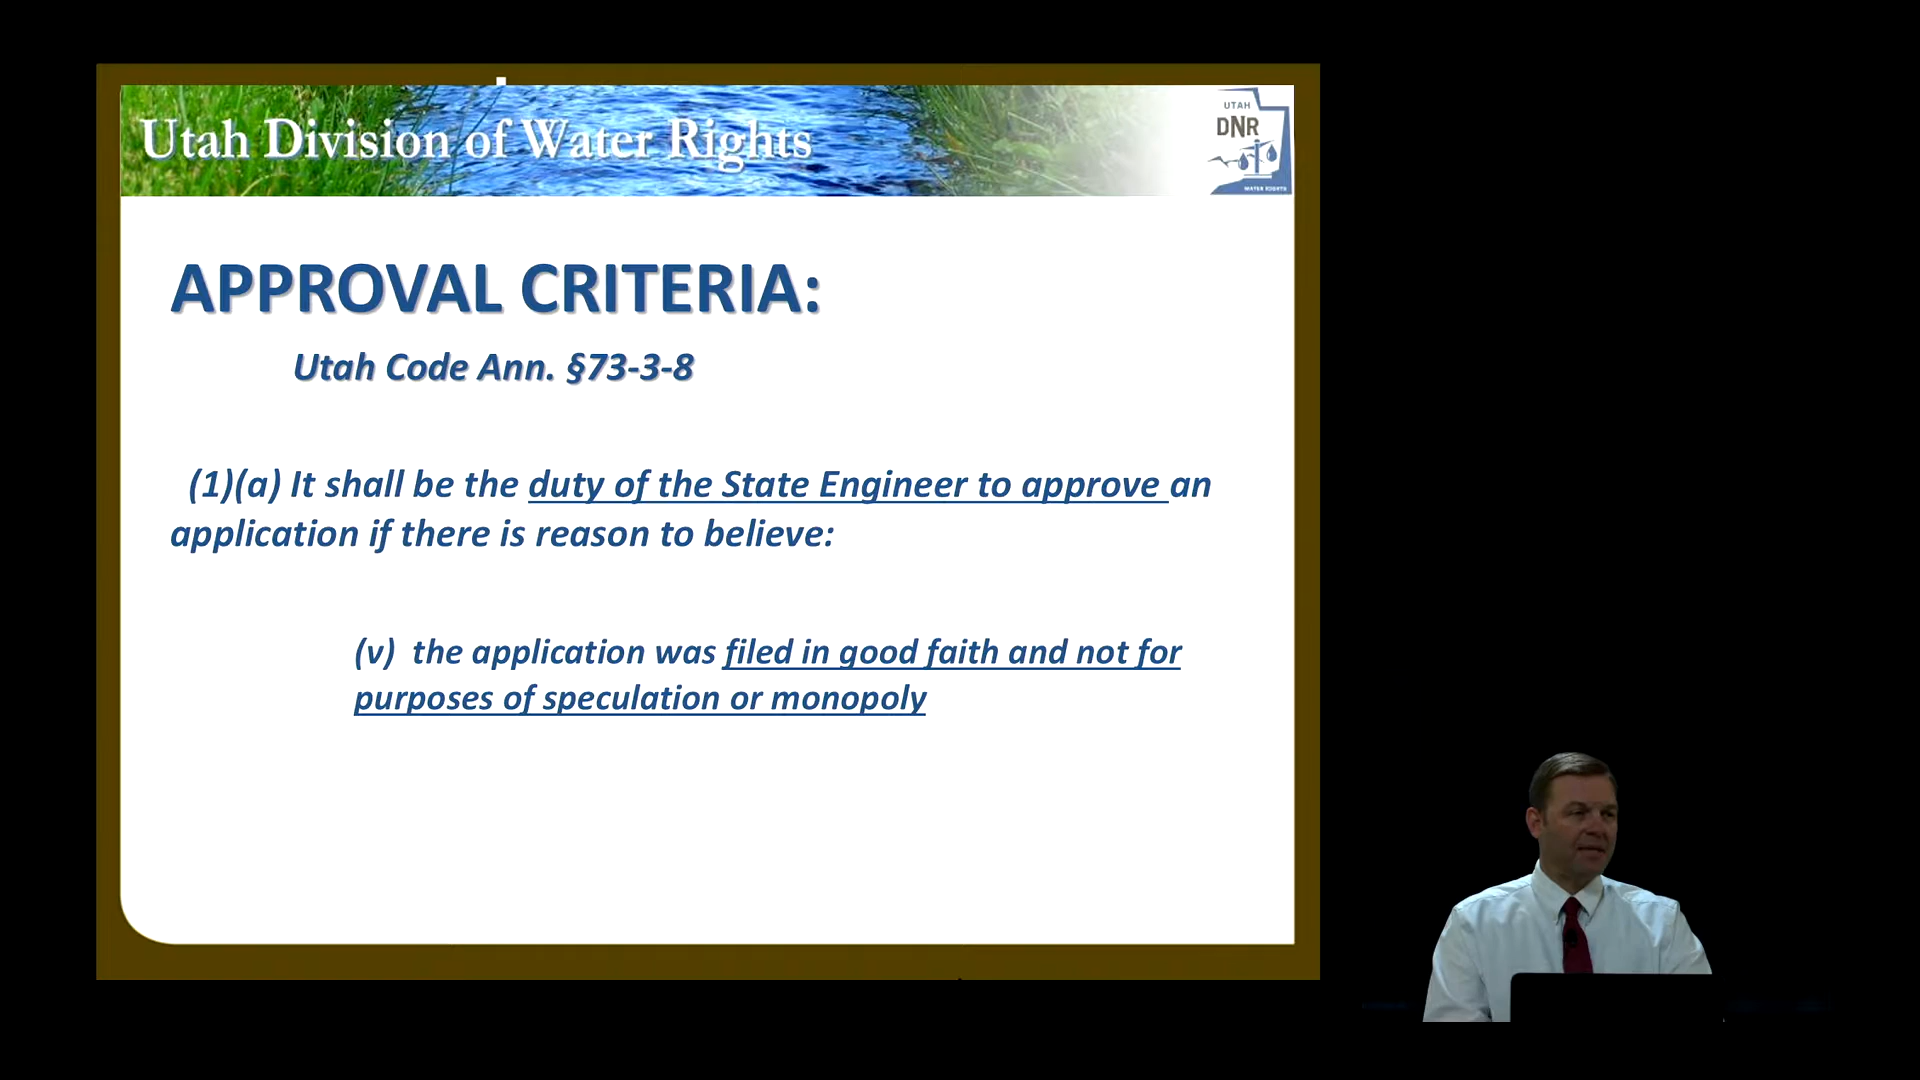 Utah Division of Water Rights
UTAH
DNR
WATER RIGHTS
APPROVAL CRITERIA:
Utah Code Ann. §73-3-8
(1)(a) It shall be the duty of the State Engineer to approve an
application if there is reason to believe:
(v) the application was filed in good faith and not for
purposes of speculation or monopoly